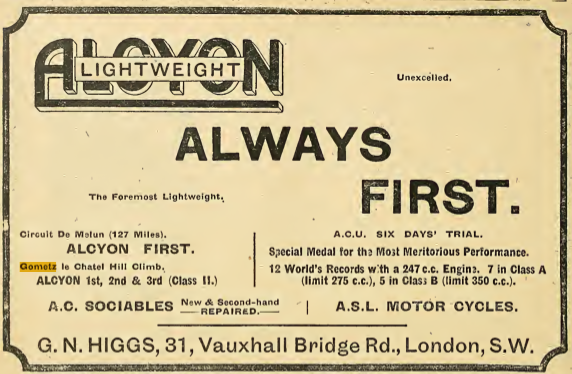 ALCYON
LIGHTWEIGHT
Unexcelled.
ALWAYS
FIRST.
The Foremost Lightweight.
Circuit De Melun (127 Miles).
ALCYON FIRST.
Gometz le Chatel Hill Climb.
ALCYON 1st, 2nd & 3rd (Class II.)
A.C.U. SIX DAYS' TRIAL.
Special Medal for the Most Meritorious Performance.
12 World's Records with a 247 c.c. Engine. 7 in Class A
(limit 275 c.c.), 5 in Class B (limit 350 c.c.).
A.C. SOCIABLES New & Second-hand
REPAIRED.
A.S.L. MOTOR CYCLES.
G. N. HIGGS, 31, Vauxhall Bridge Rd., London, S.W.